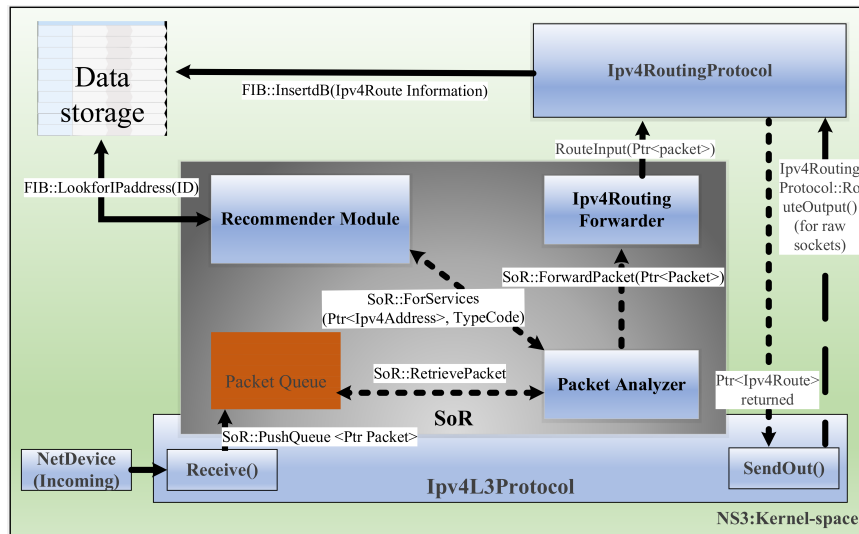 Data
storage
Ipv4RoutingProtocol
FIB::InsertdB(Ipv4Route Information)
RouteInput(Ptr<packet>)
FIB::LookforIPaddress(ID)
Ipv4Routing
Protocol::Ro
uteOutput()
(for raw
sockets)
Recommender Module
Ipv4Routing
Forwarder
SoR::ForwardPacket(Ptr<Packet>)
SoR::ForServices
(Ptr<Ipv4Address>, TypeCode)
Packet Queue
SoR::RetrievePacket
Packet Analyzer
Ptr<Ipv4Route>
returned
SoR
SoR::PushQueue <Ptr Packet>
NetDevice
(Incoming)
Receive()
SendOut()
Ipv4L3Protocol
NS3:Kernel-space